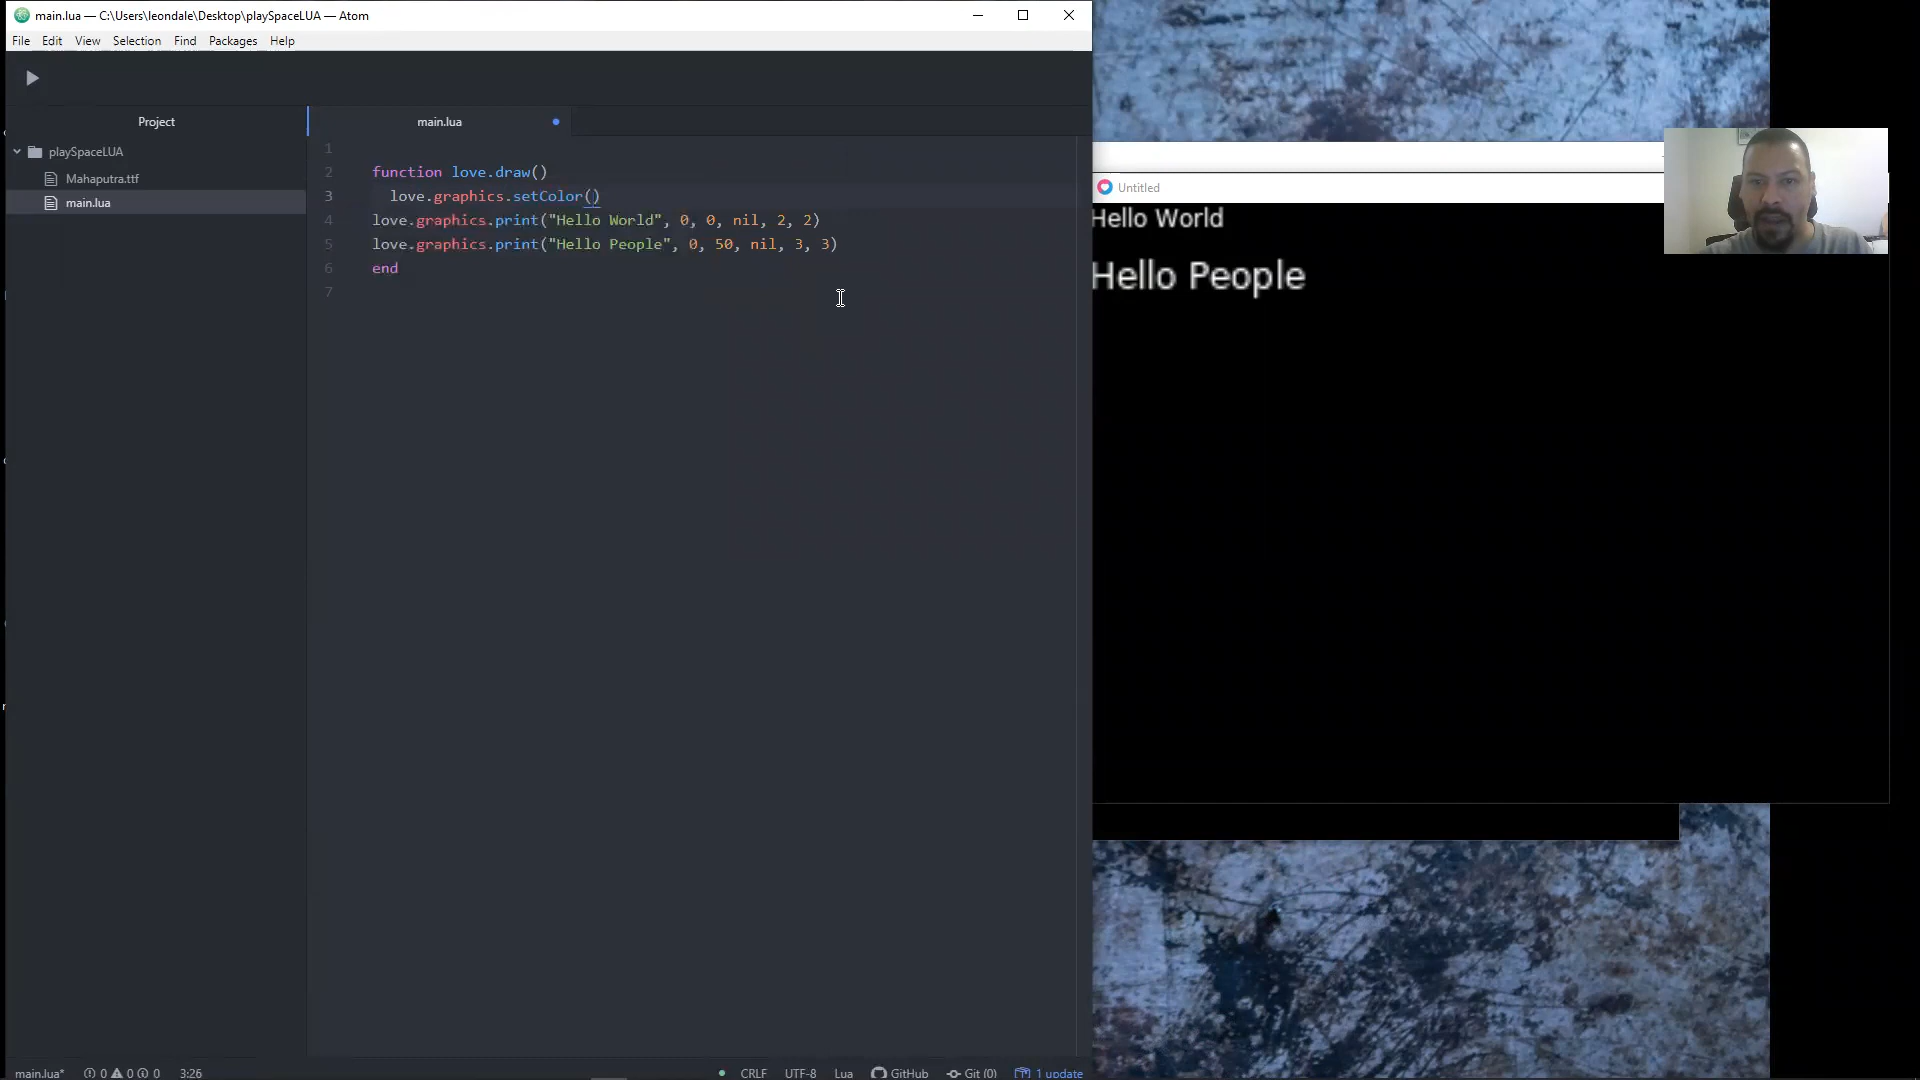 main.lua — C:\Users\leondale\Desktop\playSpaceLUA — Atom
File Edit View Selection Find Packages Help
Project
main.lua
playSpaceLUA
Mahaputra.ttf
main.lua
1
2 function love.draw()
3 love.graphics.setColor()
4 love.graphics.print("Hello World", 0, 0, nil, 2, 2)
5 love.graphics.print("Hello People", 0, 50, nil, 3, 3)
6 end
7
Untitled
Hello World
Hello People
main.lua* 0 0 0 3:26 CRLF UTF-8 Lua GitHub Git (0) 1 update